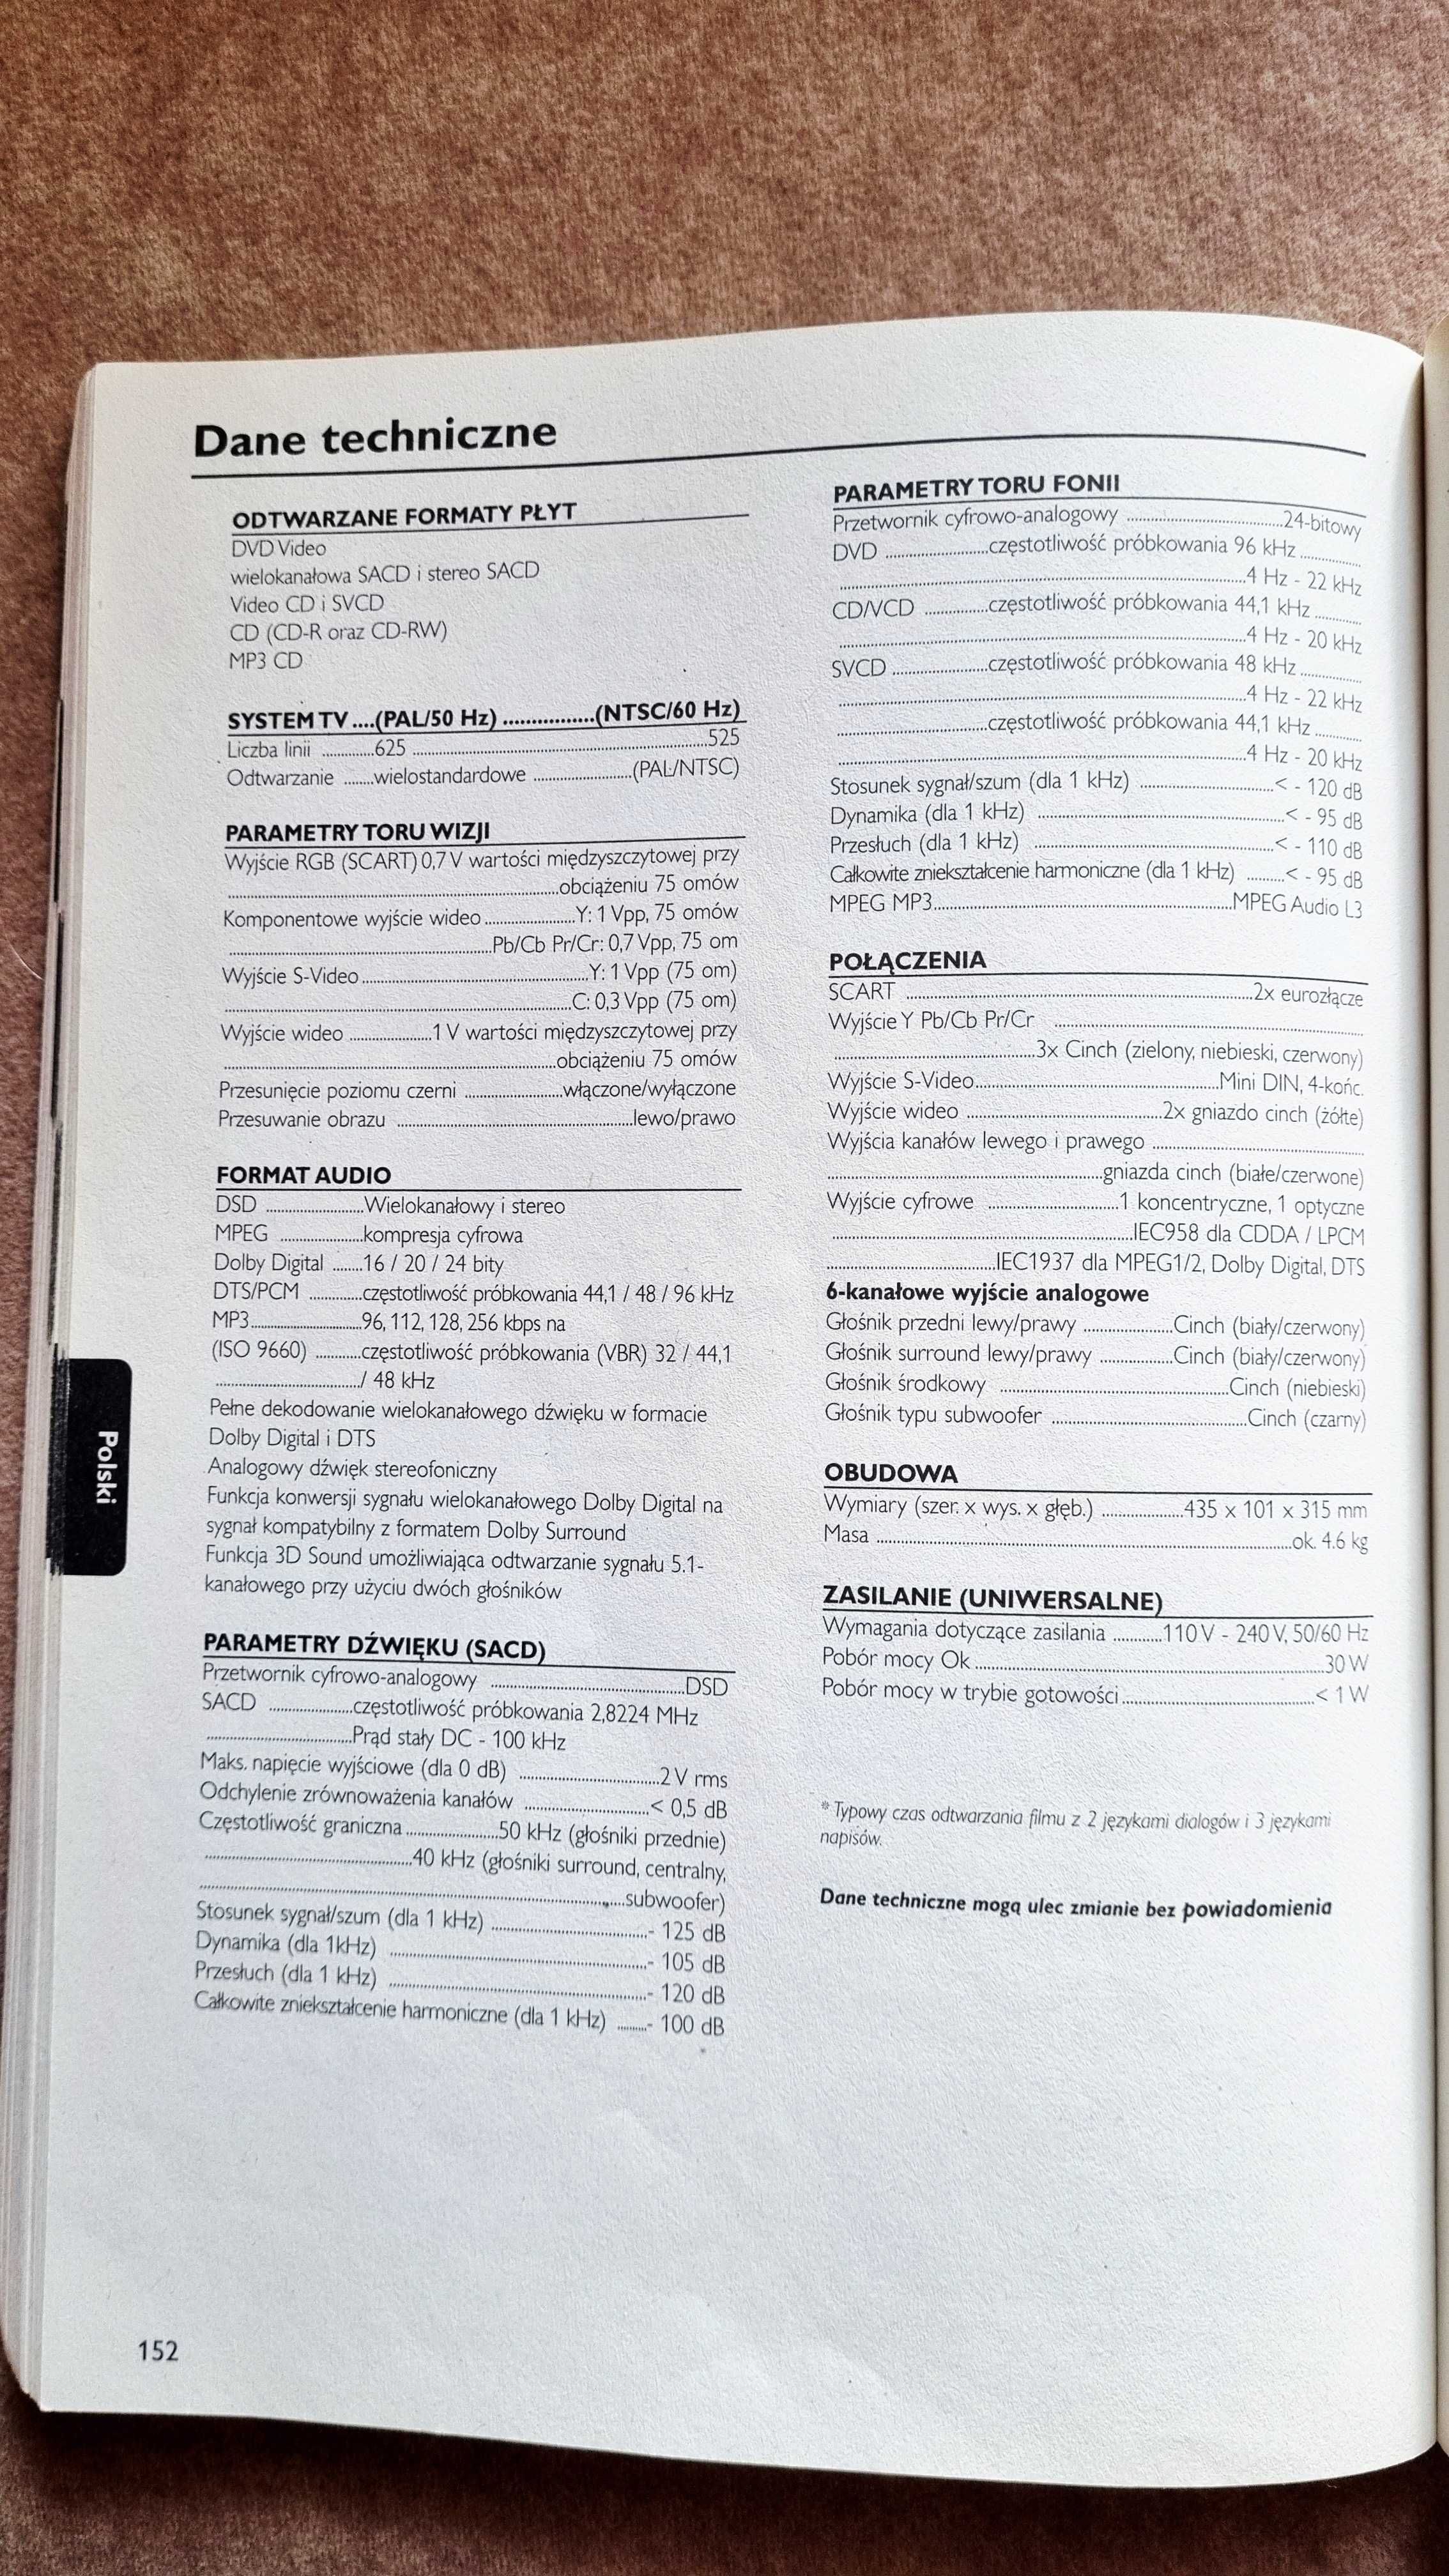 Dane techniczne
ODTWARZANE FORMATY PŁYT
DVD Video
wielokanałowa SACD i stereo SACD
Video CD i SVCD
CD (CD-R oraz CD-RW)
MP3 CD
SYSTEM TV ....(PAL/50 Hz) ................(NTSC/60 Hz)
Liczba linii .............625 ..........................................................................525
Odtwarzanie .......wielostandardowe .........................(PAL/NTSC)
PARAMETRY TORU WIZJI
Wyjście RGB (SCART) 0,7 V wartości międzyszczytowej przy
....................................................................................obciążeniu 75 omów
Komponentowe wyjście wideo .......................Y: 1 Vpp, 75 omów
..................................................................Pb/Cb Pr/Cr: 0,7 Vpp, 75 om
Wyjście S-Video .........................................................Y: 1 Vpp (75 om)
.......................................................................................C: 0,3 Vpp (75 om)
Wyjście wideo .....................1 V wartości międzyszczytowej przy
....................................................................................obciążeniu 75 omów
Przesunięcie poziomu czerni .........................włączone/wyłączone
Przesuwanie obrazu ............................................................lewo/prawo
FORMAT AUDIO
DSD .........................Wielokanałowy i stereo
MPEG .....................kompresja cyfrowa
Dolby Digital ........16 / 20 / 24 bity
DTS/PCM .............częstotliwość próbkowania 44,1 / 48 / 96 kHz
MP3............................96, 112, 128, 256 kbps na
(ISO 9660) ...........częstotliwość próbkowania (VBR) 32 / 44,1
...................................../ 48 kHz
Pełne dekodowanie wielokanałowego dźwięku w formacie
Dolby Digital i DTS
Analogowy dźwięk stereofoniczny
Funkcja konwersji sygnału wielokanałowego Dolby Digital na
sygnał kompatybilny z formatem Dolby Surround
Funkcja 3D Sound umożliwiająca odtwarzanie sygnału 5.1-
kanałowego przy użyciu dwóch głośników
PARAMETRY DŹWIĘKU (SACD)
Przetwornik cyfrowo-analogowy .................................................DSD
SACD .....................częstotliwość próbkowania 2,8224 MHz
.....................................Prąd stały DC - 100 kHz
Maks. napięcie wyjściowe (dla 0 dB) ...................................2 V rms
Odchylenie zrównoważenia kanałów ...............................< 0,5 dB
Częstotliwość graniczna .......................50 kHz (głośniki przednie)
.....................................................40 kHz (głośniki surround, centralny,
............................................................................................................subwoofer)
Stosunek sygnał/szum (dla 1 kHz) .......................................- 125 dB
Dynamika (dla 1kHz) .................................................................- 105 dB
Przesłuch (dla 1 kHz) .................................................................- 120 dB
Całkowite zniekształcenie harmoniczne (dla 1 kHz) ........- 100 dB
PARAMETRY TORU FONII
Przetwornik cyfrowo-analogowy .......................................24-bitowy
DVD ..........................częstotliwość próbkowania 96 kHz ...............
.......................................................................................................4 Hz - 22 kHz
CD/VCD ................częstotliwość próbkowania 44,1 kHz ............
.......................................................................................................4 Hz - 20 kHz
SVCD ........................częstotliwość próbkowania 48 kHz ................
.......................................................................................................4 Hz - 22 kHz
.......................................częstotliwość próbkowania 44,1 kHz ............
.......................................................................................................4 Hz - 20 kHz
Stosunek sygnał/szum (dla 1 kHz) ..................................< - 120 dB
Dynamika (dla 1 kHz) ..............................................................< - 95 dB
Przesłuch (dla 1 kHz) .............................................................< - 110 dB
Całkowite zniekształcenie harmoniczne (dla 1 kHz) .........< - 95 dB
MPEG MP3............................................................................MPEG Audio L3
POŁĄCZENIA
SCART .......................................................................................2x eurozłącze
Wyjście Y Pb/Cb Pr/Cr ..............................................................................
...................................................3x Cinch (zielony, niebieski, czerwony)
Wyjście S-Video..............................................................Mini DIN, 4-końc.
Wyjście wideo .................................................2x gniazdo cinch (żółte)
Wyjścia kanałów lewego i prawego ......................................................
......................................................................gniazda cinch (białe/czerwone)
Wyjście cyfrowe .................................1 koncentryczne, 1 optyczne
............................................................................IEC958 dla CDDA / LPCM
...........................................IEC1937 dla MPEG1/2, Dolby Digital, DTS
6-kanałowe wyjście analogowe
Głośnik przedni lewy/prawy ......................Cinch (biały/czerwony)
Głośnik surround lewy/prawy ..................Cinch (biały/czerwony)
Głośnik środkowy ..........................................................Cinch (niebieski)
Głośnik typu subwoofer .................................................Cinch (czarny)
OBUDOWA
Wymiary (szer. x wys. x głęb.) ....................435 x 101 x 315 mm
Masa .........................................................................................................ok. 4.6 kg
ZASILANIE (UNIWERSALNE)
Wymagania dotyczące zasilania ............110 V - 240 V, 50/60 Hz
Pobór mocy Ok ........................................................................................30 W
Pobór mocy w trybie gotowości.................................................< 1 W
* Typowy czas odtwarzania filmu z 2 językami dialogów i 3 językami
napisów.
Dane techniczne mogą ulec zmianie bez powiadomienia
Polski
152